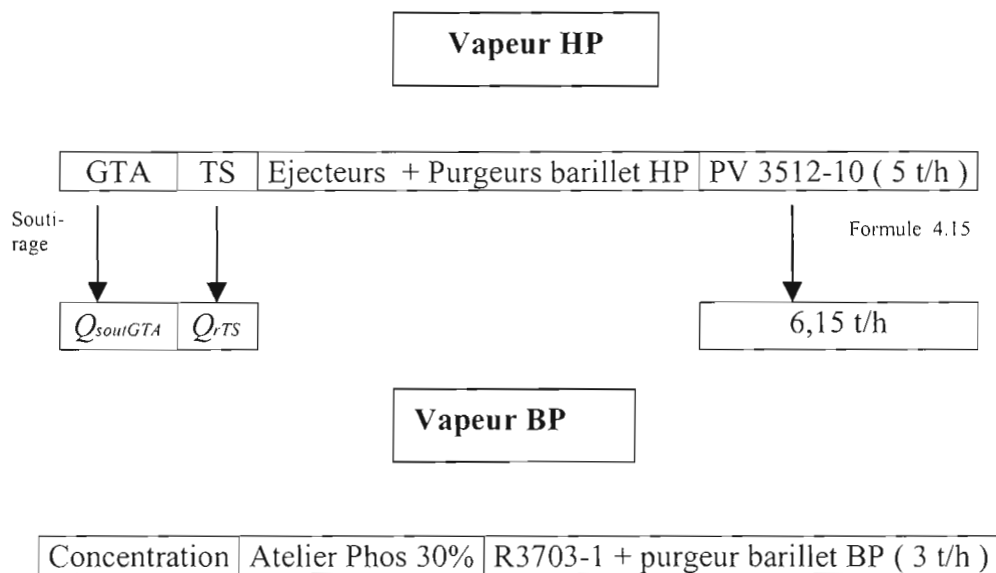 Vapeur HP
GTA TS Ejecteurs + Purgeurs barillet HP PV 3512-10 ( 5 t/h )
Souti-
rage
Formule 4.15
QsoutGTA QrTS 6,15 t/h
Vapeur BP
Concentration Atelier Phos 30% R3703-1 + purgeur barillet BP ( 3 t/h )